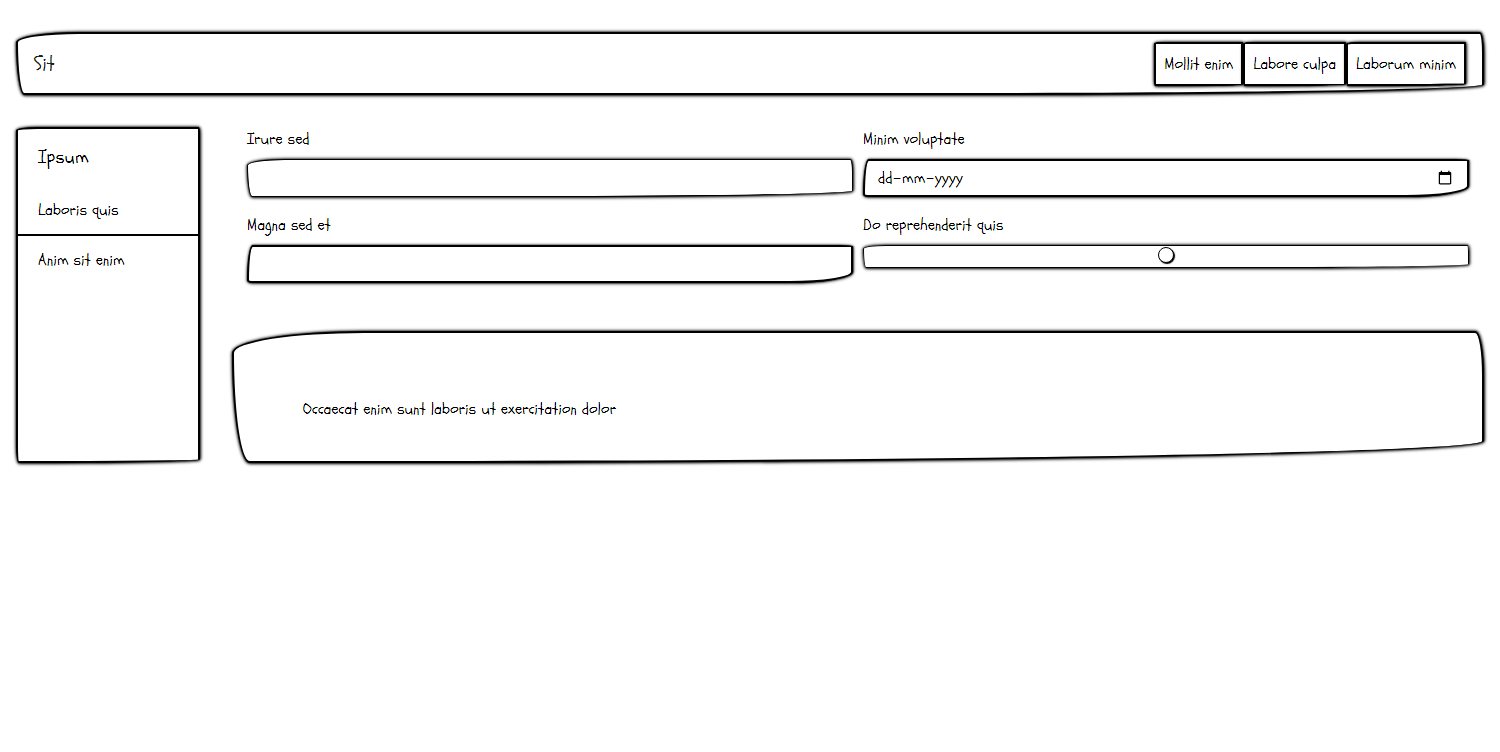 Sit
Mollit enim
Labore culpa
Laborum minim
Ipsum
Laboris quis
Anim sit enim
Irure sed
Minim voluptate
dd-mm-yyyy
Magna sed et
Do reprehenderit quis
Occaecat enim sunt laboris ut exercitation dolor